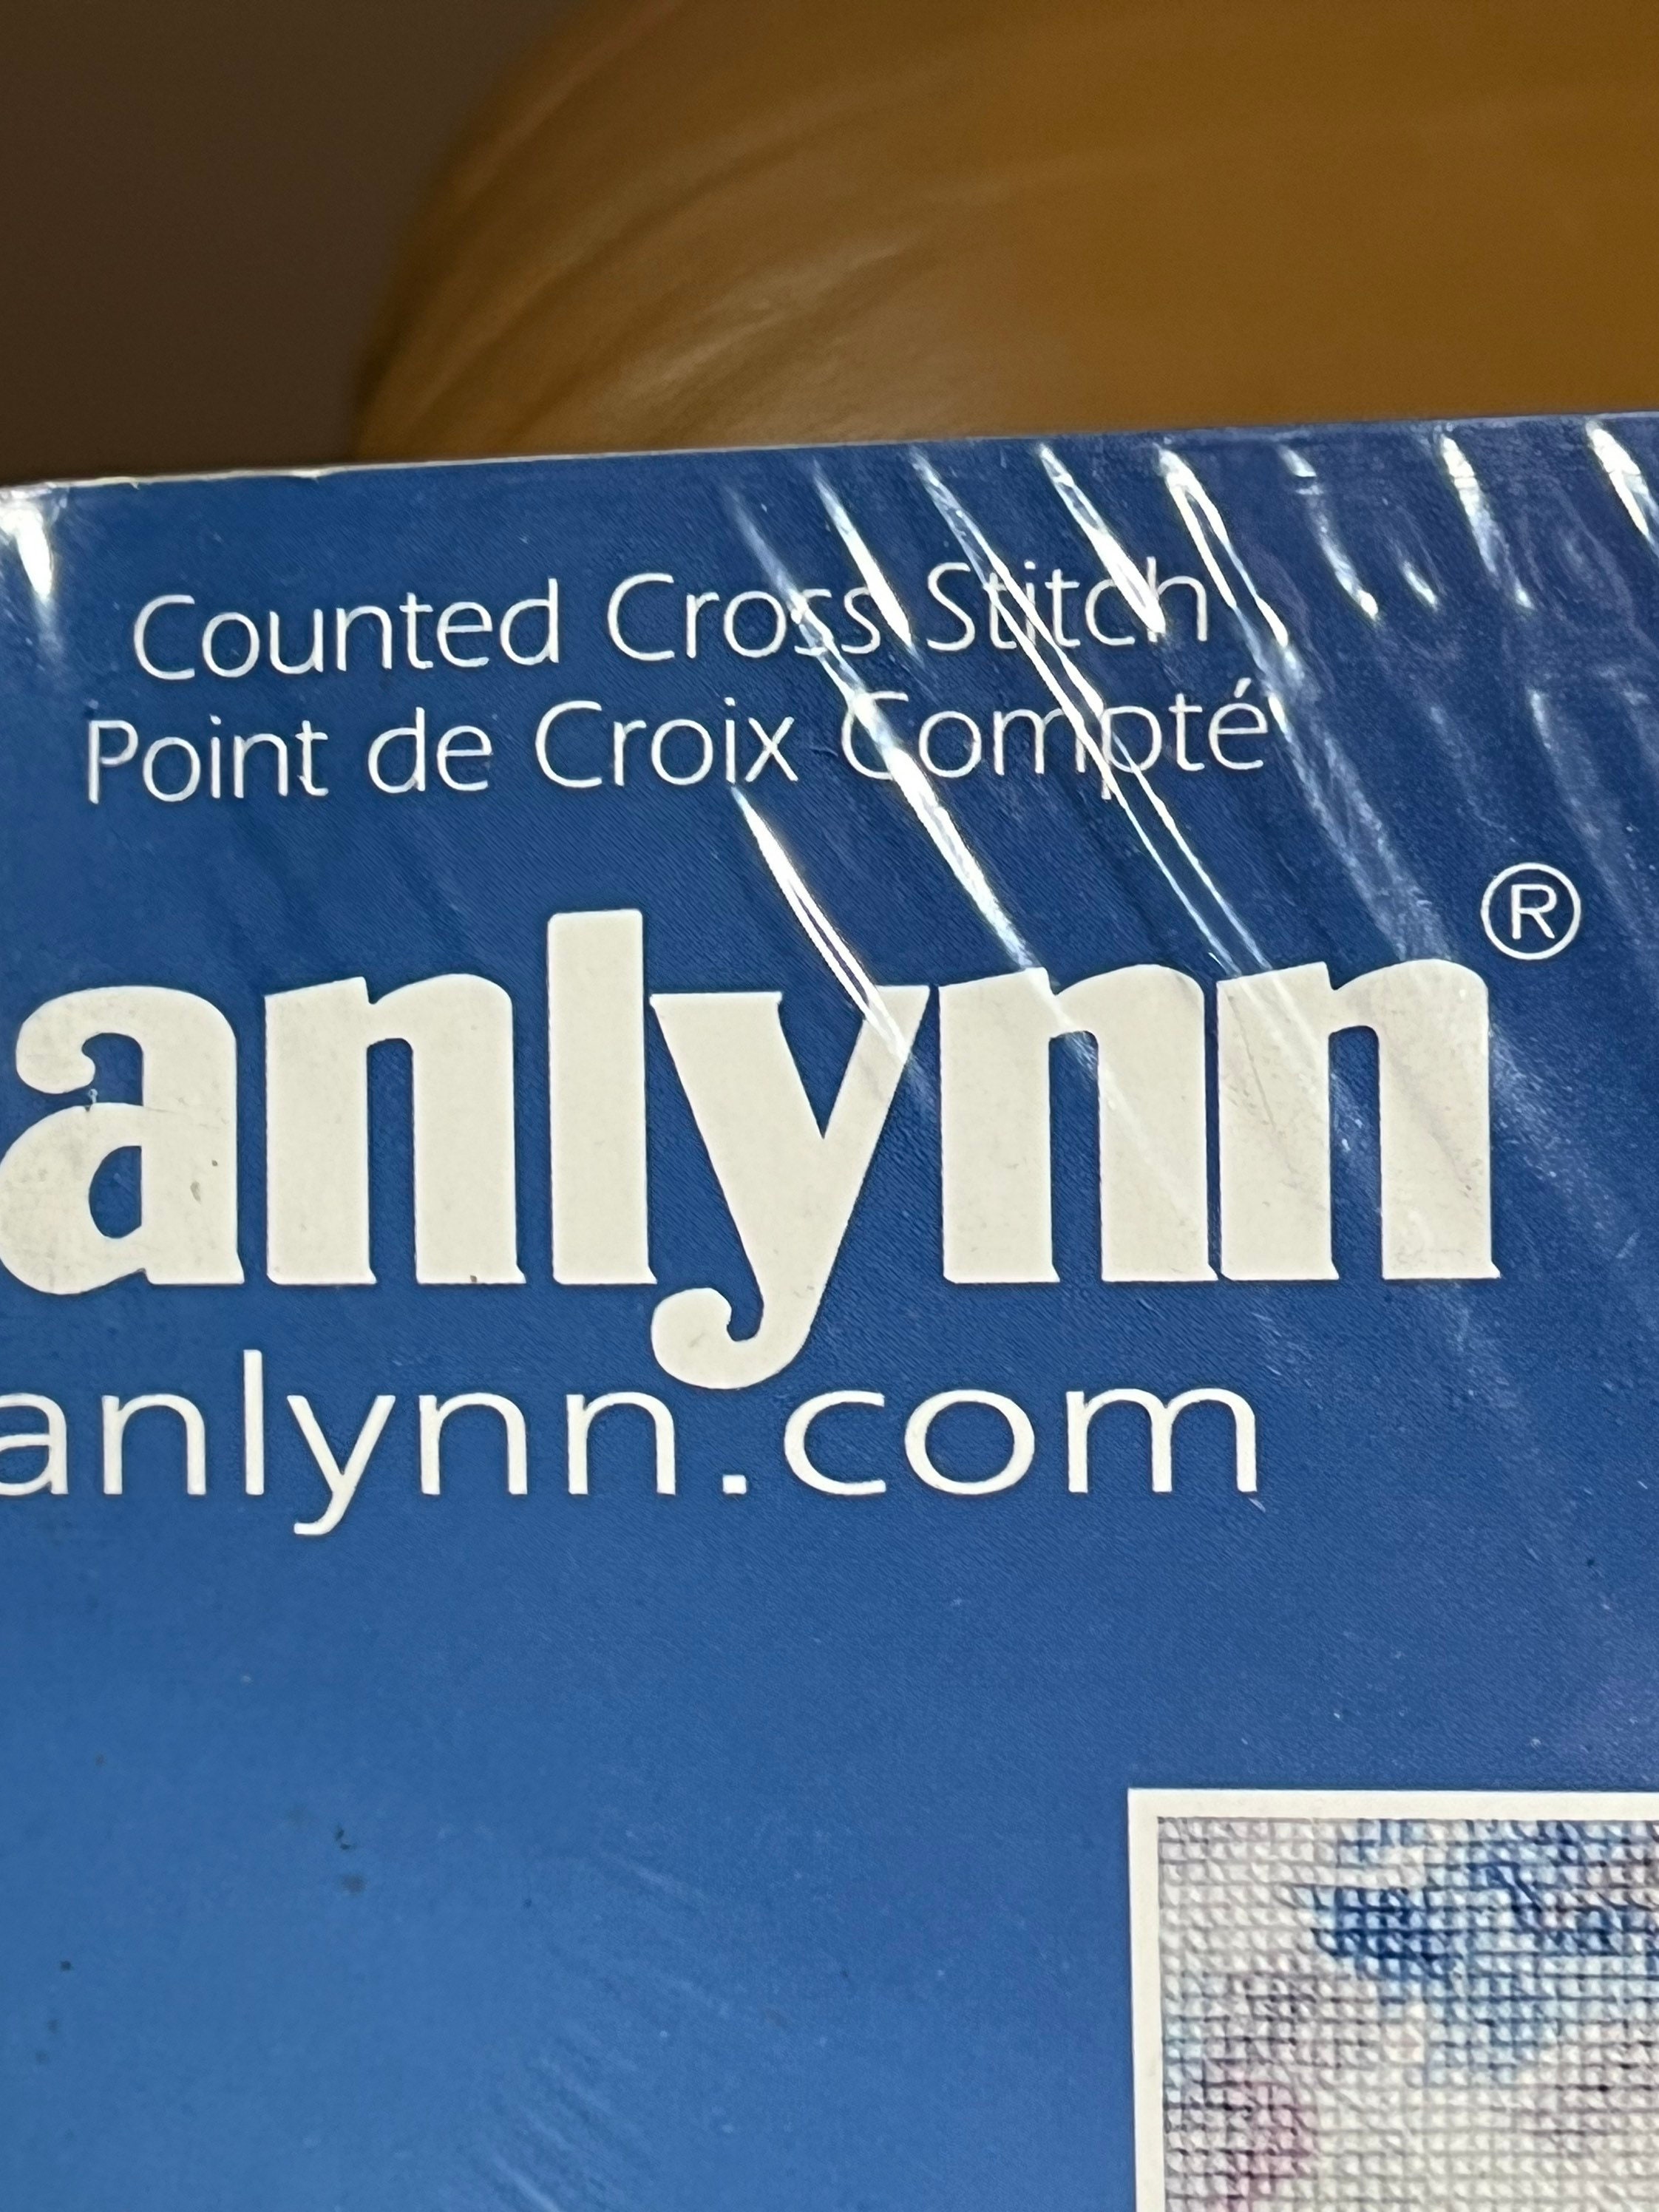 Counted Cross Stitch
Point de Croix Compté
anlynn®
anlynn.com